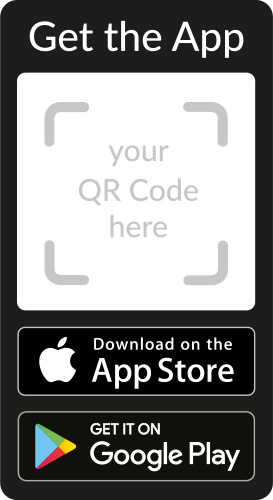 Get the App
your
QR Code
here
Download on the
App Store
GET IT ON
Google Play